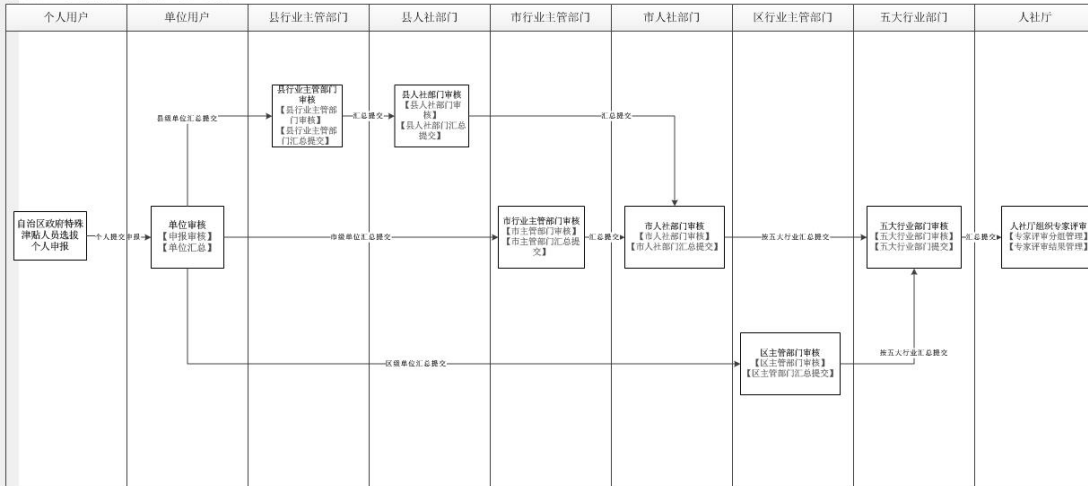 个人用户
单位用户
县行业主管部门
县人社部门
市行业主管部门
市人社部门
区行业主管部门
五大行业部门
人社厅
县行业主管部门
审核
【县行业主管部
门审核】
【县行业主管部
门汇总提交】
县人社部门审核
【县人社部门审
核】
【县人社部门汇总
提交】
县级单位汇总提交
汇总提交
汇总提交
自治区政府特殊
津贴人员选拔
个人申报
个人提交申报
单位审核
【申报审核】
【单位汇总】
市级单位汇总提交
市行业主管部门审核
【市主管部门审核】
【市主管部门汇总提
交】
汇总提交
市人社部门审核
【市人社部门审核】
【市人社部门汇总提交】
按五大行业汇总提交
五大行业部门审核
【五大行业部门审核】
【五大行业部门提交】
汇总提交
人社厅组织专家评审
【专家评审分组管理】
【专家评审结果管理】
区级单位汇总提交
区主管部门审核
【区主管部门审核】
【区主管部门汇总提交】
按五大行业汇总提交